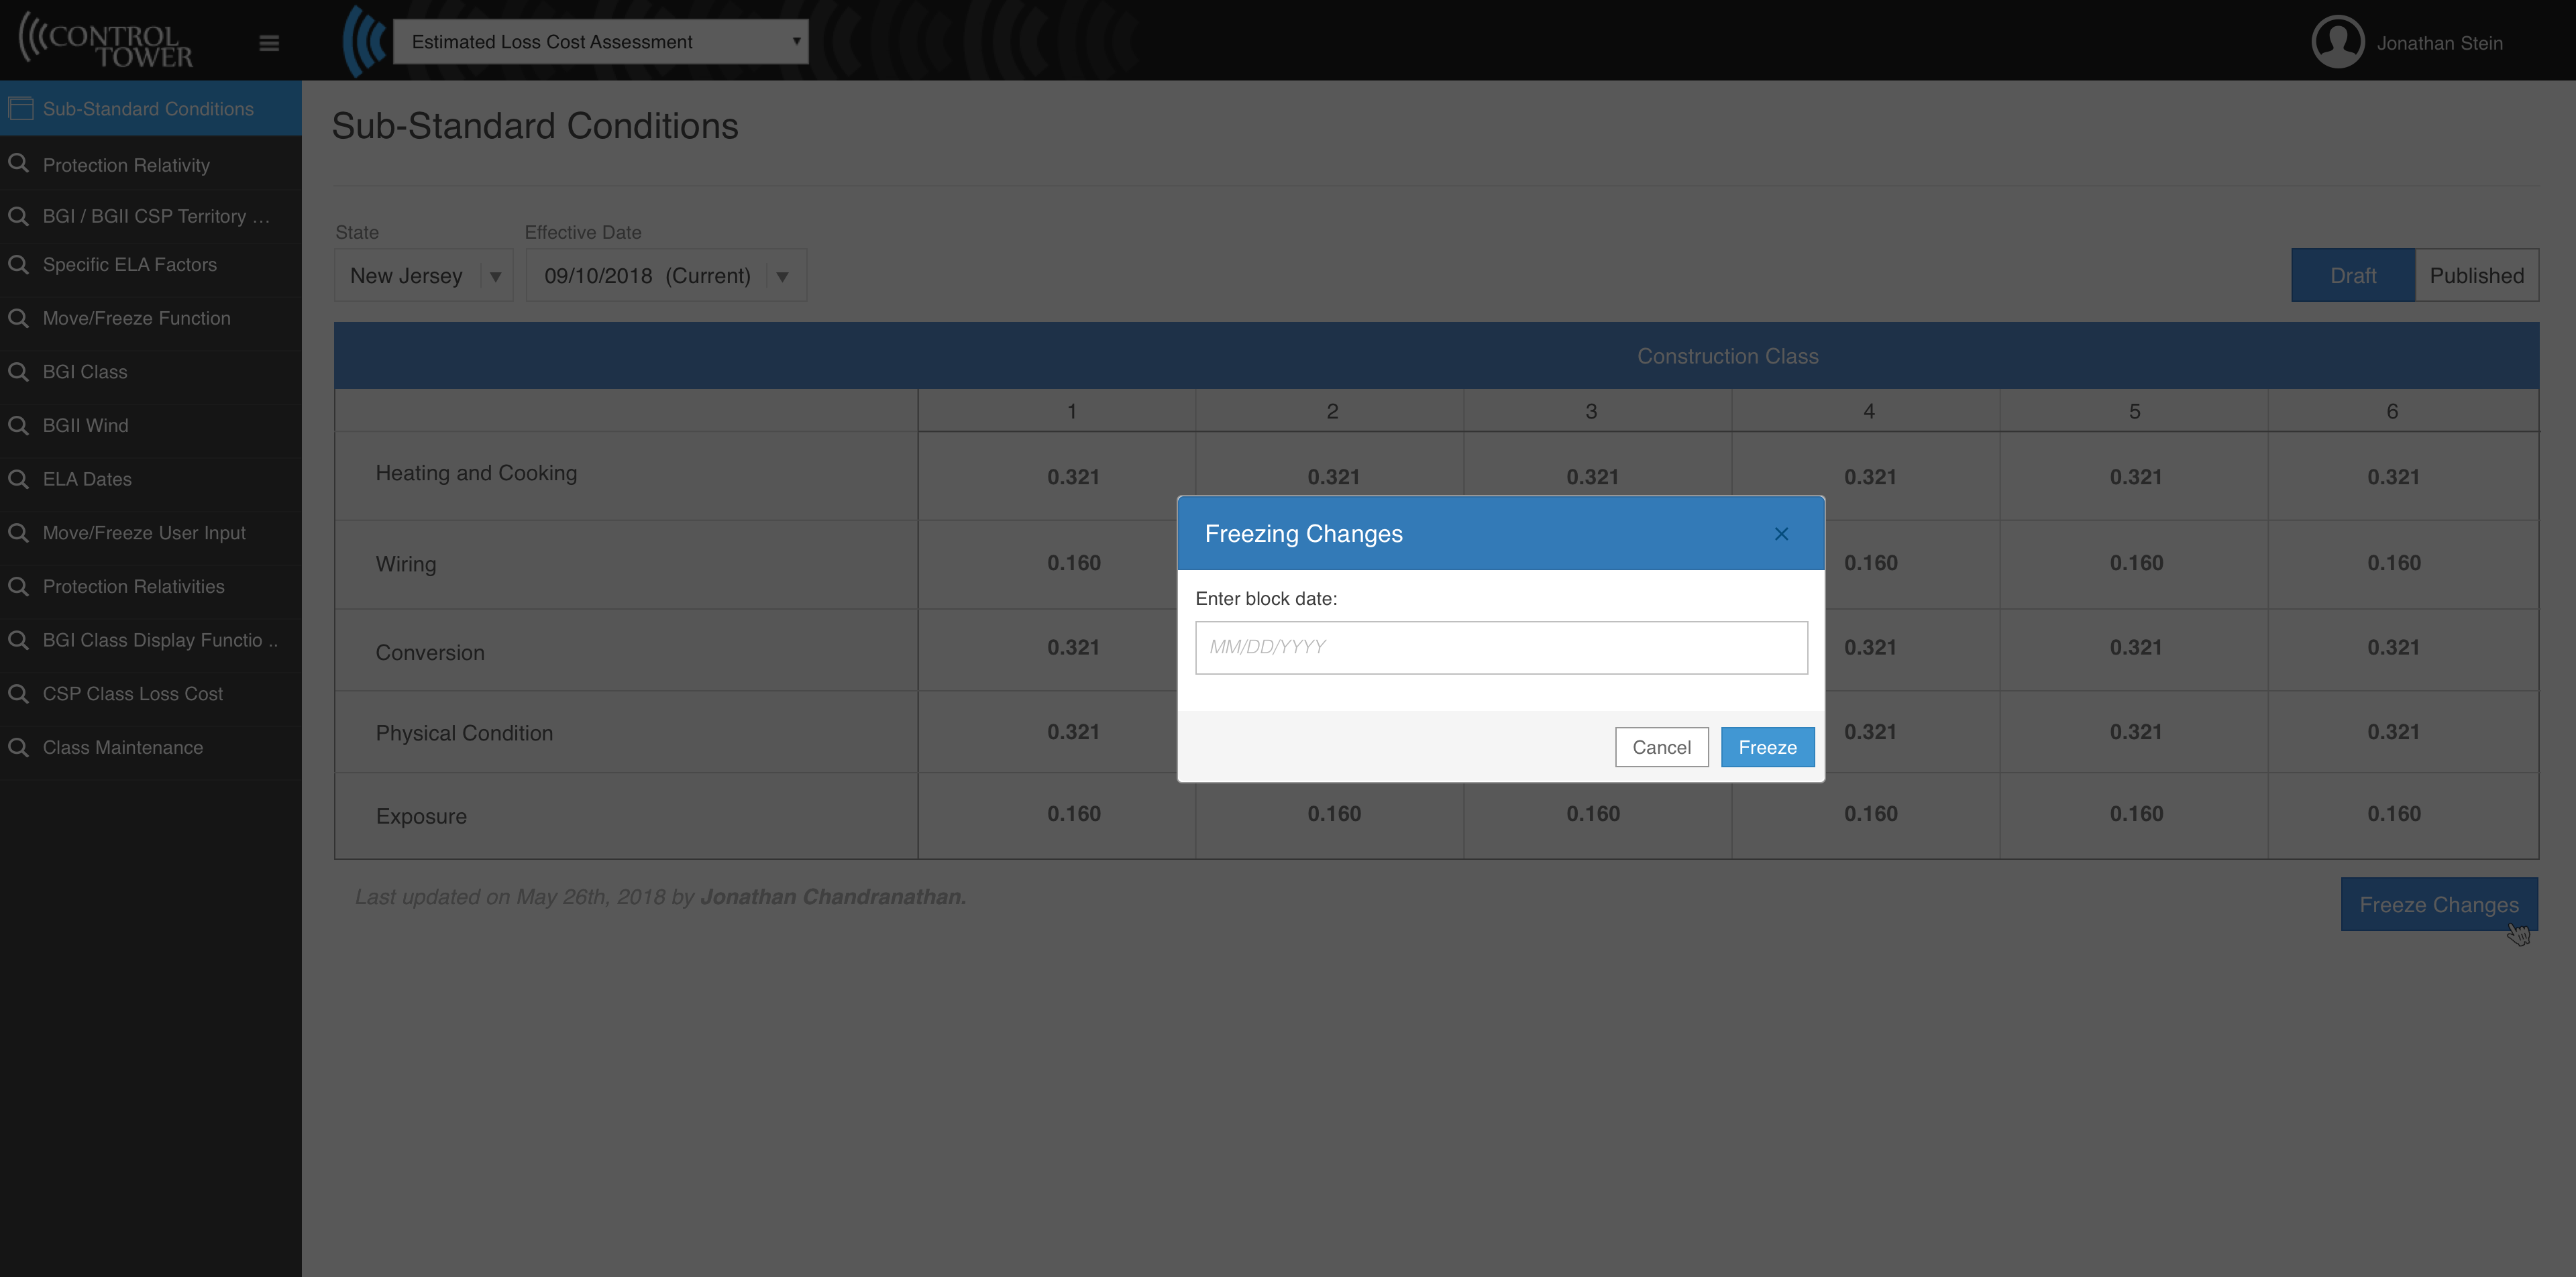 CONTROL TOWER
Estimated Loss Cost Assessment
Jonathan Stein
Sub-Standard Conditions
Protection Relativity
BGI / BGII CSP Territory ...
Specific ELA Factors
Move/Freeze Function
BGI Class
BGII Wind
ELA Dates
Move/Freeze User Input
Protection Relativities
BGI Class Display Functio ..
CSP Class Loss Cost
Class Maintenance
Sub-Standard Conditions
State
Effective Date
New Jersey
09/10/2018 (Current)
Draft
Published
Construction Class
1 2 3 4 5 6
Heating and Cooking 0.321 0.321 0.321 0.321 0.321 0.321
Wiring 0.160 0.160 0.160 0.160
Conversion 0.321 0.321 0.321 0.321
Physical Condition 0.321 0.321 0.321 0.321
Exposure 0.160 0.160 0.160 0.160 0.160 0.160
Freezing Changes
×
Enter block date:
MM/DD/YYYY
Cancel
Freeze
Last updated on May 26th, 2018 by Jonathan Chandranathan.
Freeze Changes